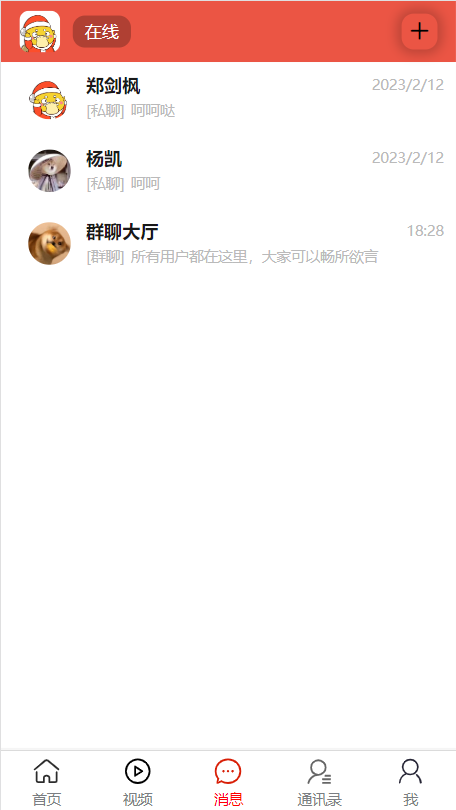 在线
郑剑枫 2023/2/12
[私聊] 呵呵哒
杨凯 2023/2/12
[私聊] 呵呵
群聊大厅 18:28
[群聊] 所有用户都在这里，大家可以畅所欲言
首页 视频 消息 通讯录 我